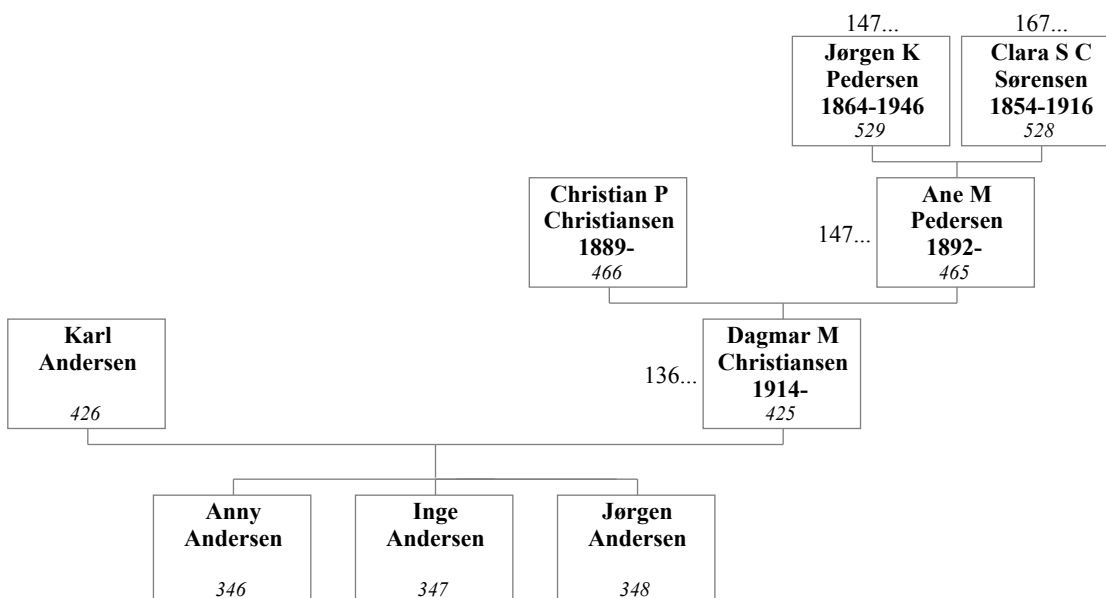 147...
167...
Jørgen K
Pedersen
1864-1946
529
Clara S C
Sørensen
1854-1916
528
Christian P
Christiansen
1889-
466
147...
Ane M
Pedersen
1892-
465
Karl
Andersen
426
136...
Dagmar M
Christiansen
1914-
425
Anny
Andersen
346
Inge
Andersen
347
Jørgen
Andersen
348